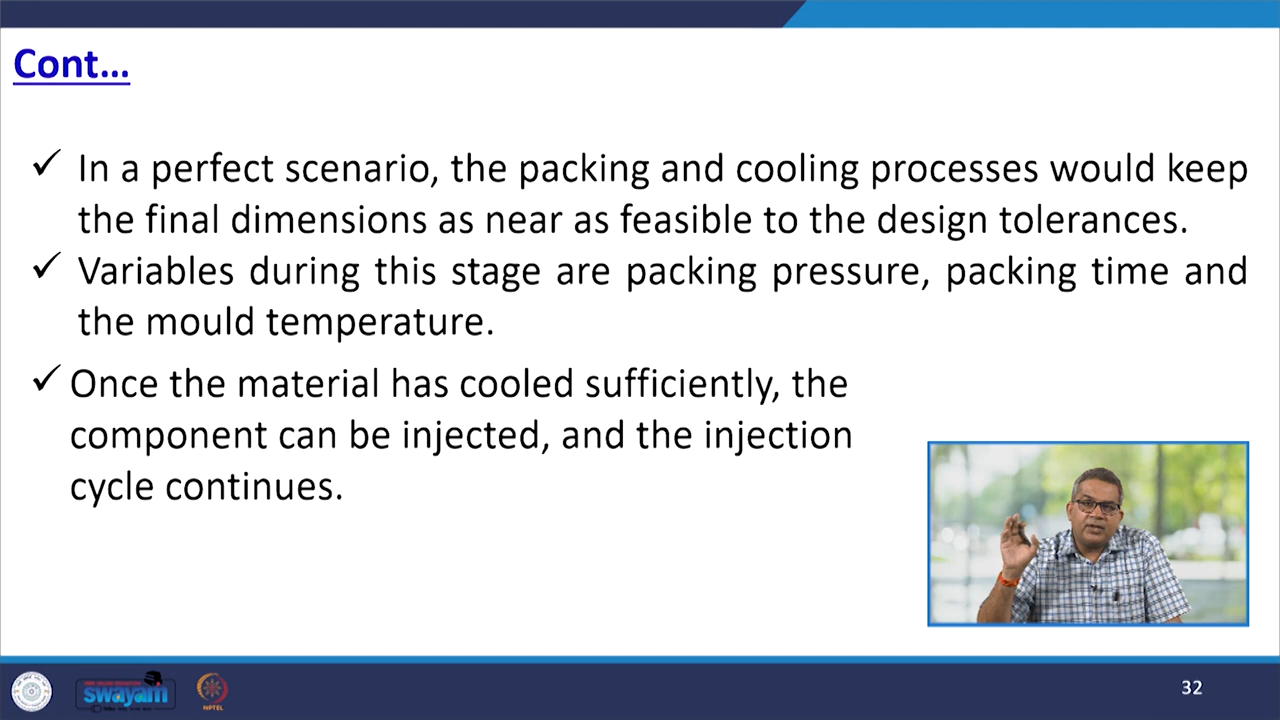 Cont...
✓ In a perfect scenario, the packing and cooling processes would keep
the final dimensions as near as feasible to the design tolerances.
✓ Variables during this stage are packing pressure, packing time and
the mould temperature.
✓ Once the material has cooled sufficiently, the
component can be injected, and the injection
cycle continues.
swayam
NPTEL
32